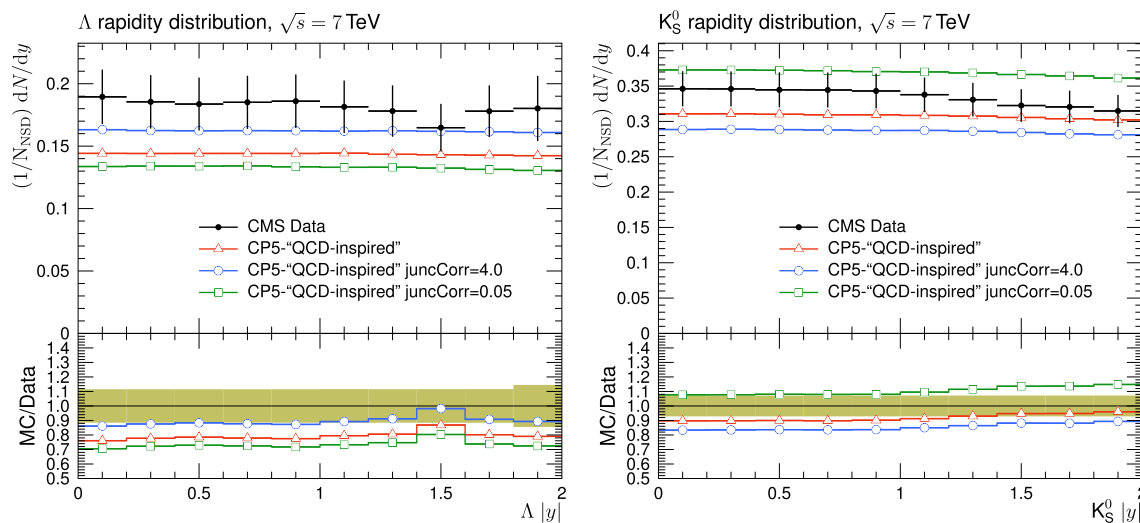 Λ rapidity distribution, √s = 7 TeV
(1/N_NSD) dN/dy
0.2
0.15
0.1
0.05
0
CMS Data
CP5-“QCD-inspired”
CP5-“QCD-inspired” juncCorr=4.0
CP5-“QCD-inspired” juncCorr=0.05
MC/Data
1.4
1.3
1.2
1.1
1.0
0.9
0.8
0.7
0.6
0.5
0 0.5 1 1.5 2
Λ |y|
K_S^0 rapidity distribution, √s = 7 TeV
(1/N_NSD) dN/dy
0.4
0.35
0.3
0.25
0.2
0.15
0.1
0.05
0
CMS Data
CP5-“QCD-inspired”
CP5-“QCD-inspired” juncCorr=4.0
CP5-“QCD-inspired” juncCorr=0.05
MC/Data
1.4
1.3
1.2
1.1
1.0
0.9
0.8
0.7
0.6
0.5
0 0.5 1 1.5 2
K_S^0 |y|